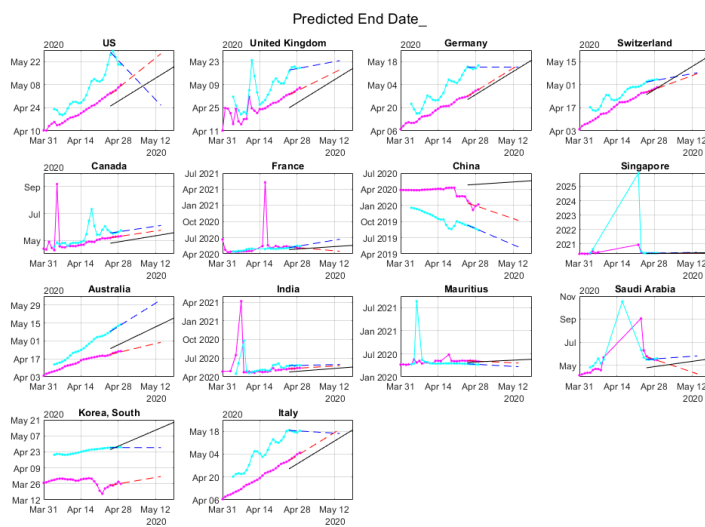 Predicted End Date_
2020 US
May 22
May 08
Apr 24
Apr 10
Mar 31 Apr 14 Apr 28 May 12
2020
2020 United Kingdom
May 23
May 09
Apr 25
Apr 11
Mar 31 Apr 14 Apr 28 May 12
2020
2020 Germany
May 18
May 04
Apr 20
Apr 06
Mar 31 Apr 14 Apr 28 May 12
2020
2020 Switzerland
May 15
May 01
Apr 17
Apr 03
Mar 31 Apr 14 Apr 28 May 12
2020
2020 Canada
Sep
Jul
May
Mar 31 Apr 14 Apr 28 May 12
2020
France
Jul 2021
Apr 2021
Jan 2021
Oct 2020
Jul 2020
Apr 2020
Mar 31 Apr 14 Apr 28 May 12
2020
China
Jul 2020
Apr 2020
Jan 2020
Oct 2019
Jul 2019
Apr 2019
Mar 31 Apr 14 Apr 28 May 12
2020
Singapore
2025
2024
2022
2021
Mar 31 Apr 14 Apr 28 May 12
2020
2020 Australia
May 29
May 15
May 01
Apr 17
Apr 03
Mar 31 Apr 14 Apr 28 May 12
2020
India
Apr 2021
Jan 2021
Oct 2020
Jul 2020
Apr 2020
Mar 31 Apr 14 Apr 28 May 12
2020
Mauritius
Jul 2021
Jan 2021
Jul 2020
Jan 2020
Mar 31 Apr 14 Apr 28 May 12
2020
2020 Saudi Arabia
Nov
Sep
Jul
May
Mar 31 Apr 14 Apr 28 May 12
2020
2020 Korea, South
May 21
May 07
Apr 23
Apr 09
Mar 26
Mar 12
Mar 31 Apr 14 Apr 28 May 12
2020
2020 Italy
May 18
May 04
Apr 20
Apr 06
Mar 31 Apr 14 Apr 28 May 12
2020